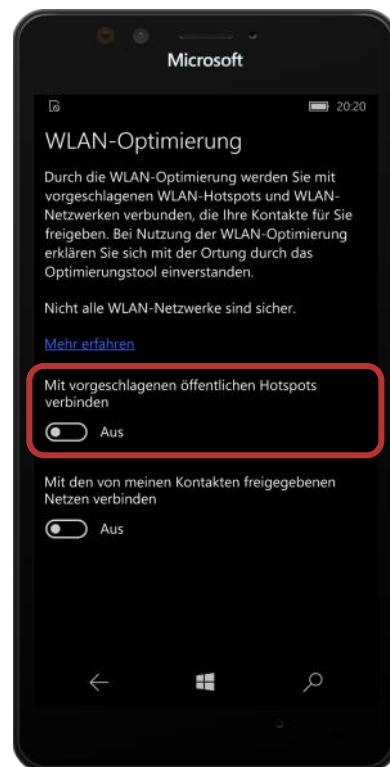 Microsoft
20:20
WLAN-Optimierung
Durch die WLAN-Optimierung werden Sie mit
vorgeschlagenen WLAN-Hotspots und WLAN-
Netzwerken verbunden, die Ihre Kontakte für Sie
freigeben. Bei Nutzung der WLAN-Optimierung
erklären Sie sich mit der Ortung durch das
Optimierungstool einverstanden.
Nicht alle WLAN-Netzwerke sind sicher.
Mehr erfahren
Mit vorgeschlagenen öffentlichen Hotspots
verbinden
Aus
Mit den von meinen Kontakten freigegebenen
Netzen verbinden
Aus